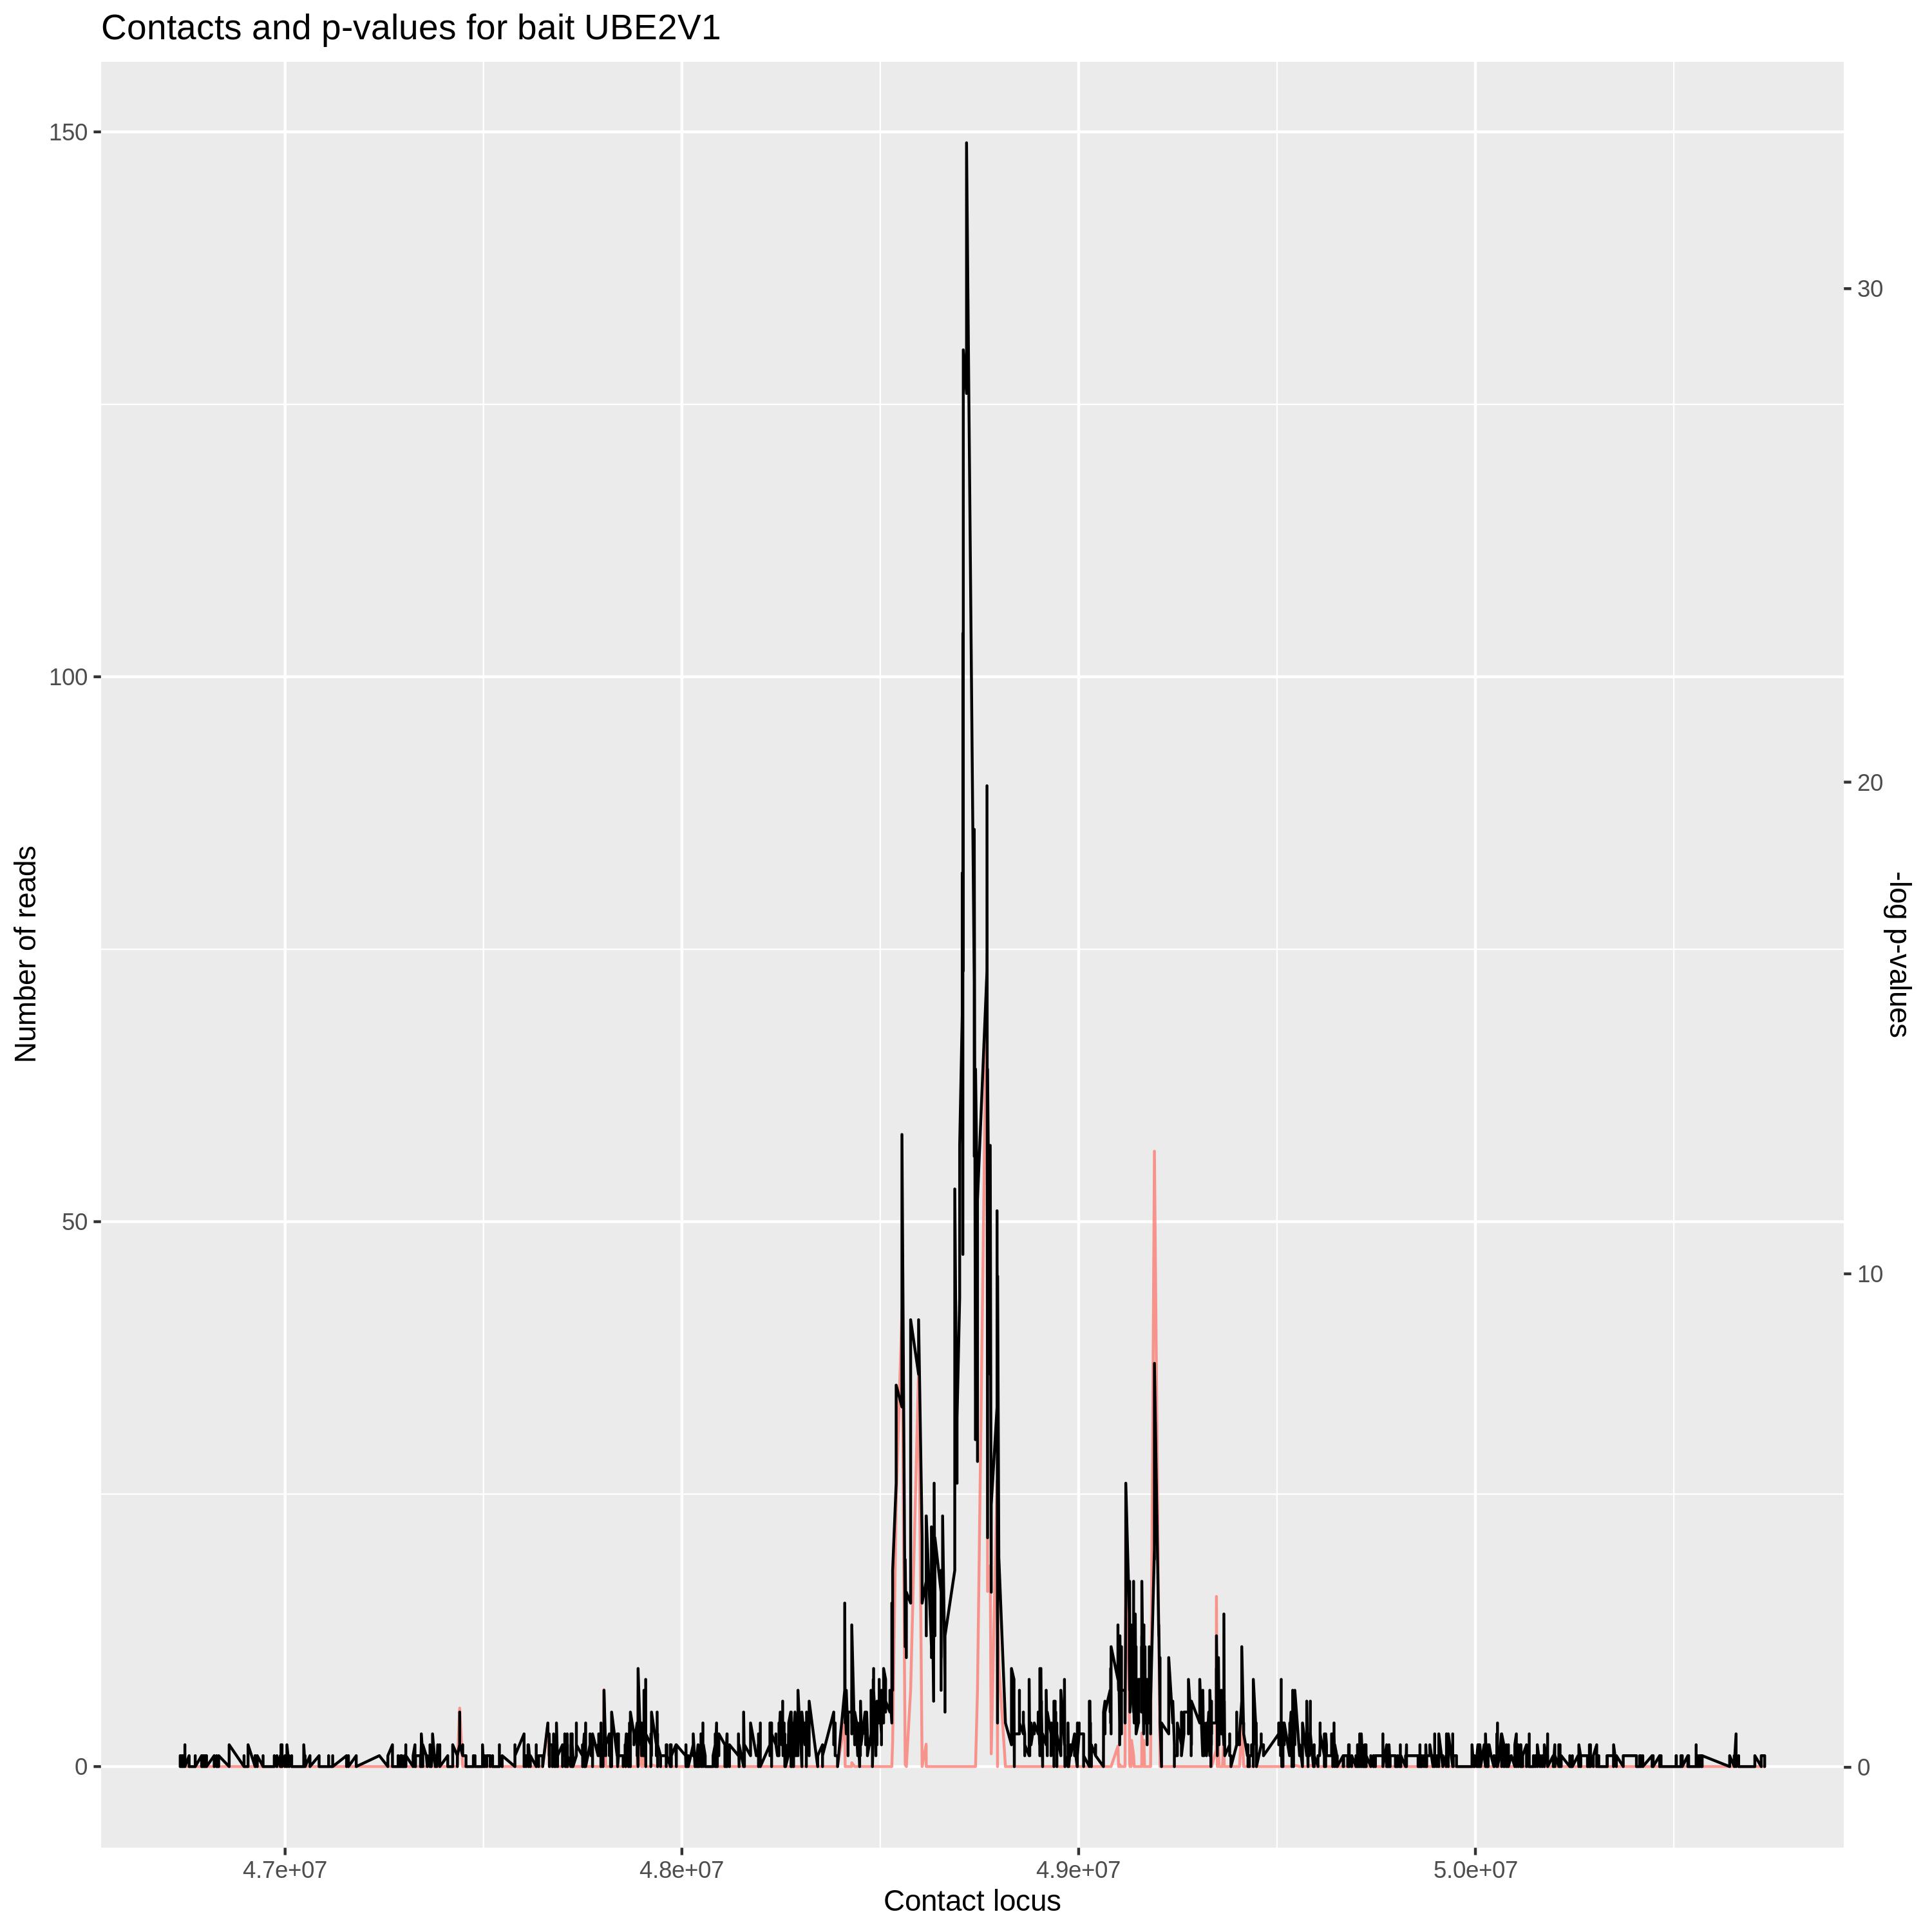 Contacts and p-values for bait UBE2V1
150
100
50
0
Number of reads
30
20
10
0
-log p-values
4.7e+07 4.8e+07 4.9e+07 5.0e+07
Contact locus